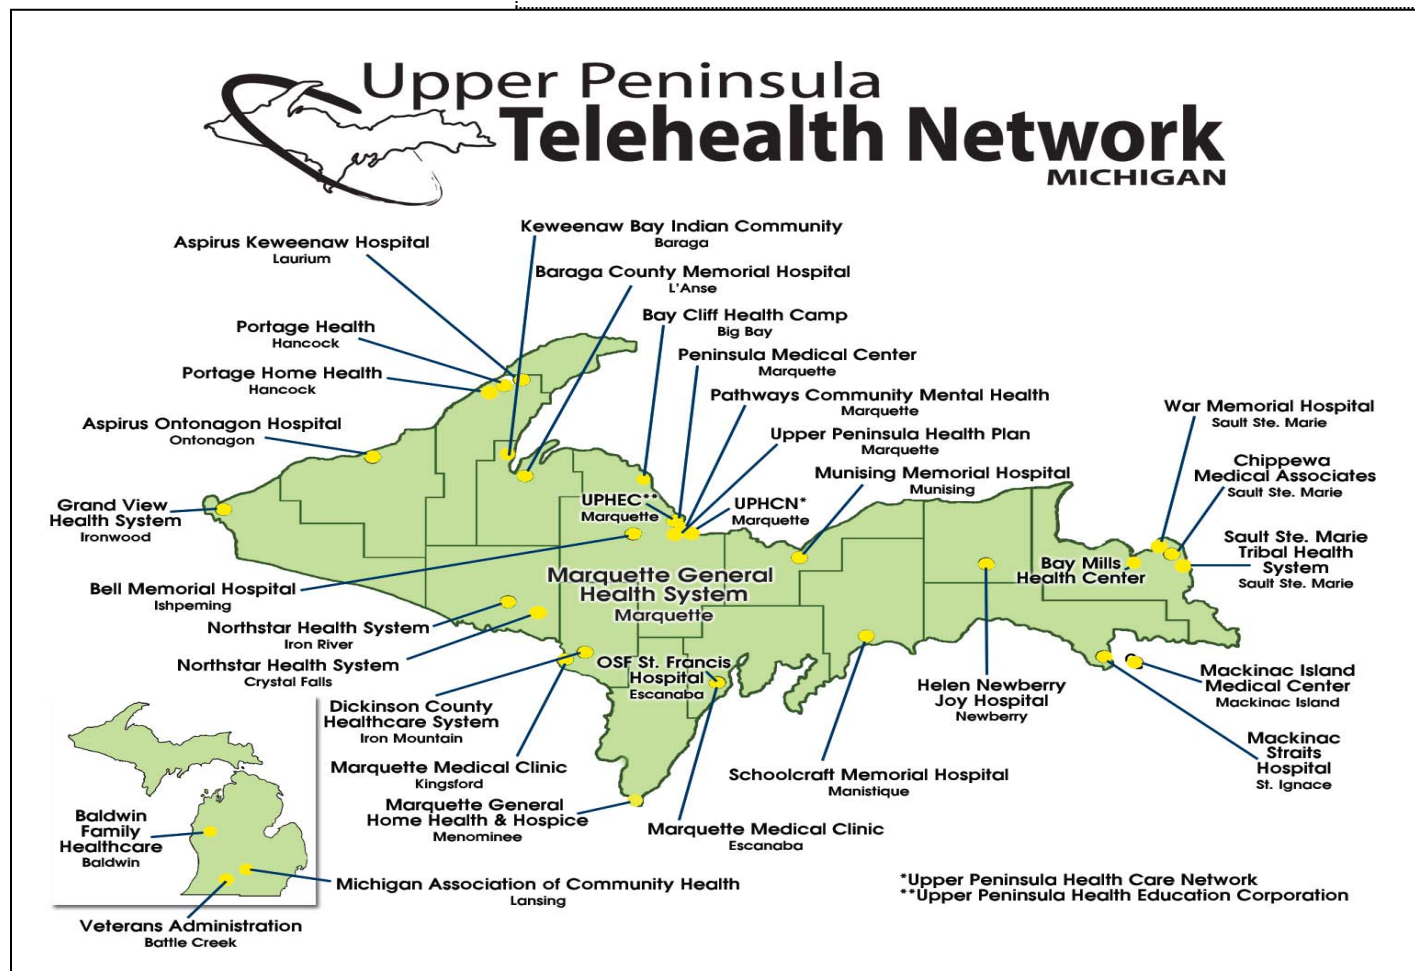 Upper Peninsula
Telehealth Network
MICHIGAN
Keweenaw Bay Indian Community
Baraga
Aspirus Keweenaw Hospital
Laurium
Baraga County Memorial Hospital
L'Anse
Bay Cliff Health Camp
Big Bay
Portage Health
Hancock
Peninsula Medical Center
Marquette
Portage Home Health
Hancock
Pathways Community Mental Health
Marquette
War Memorial Hospital
Sault Ste. Marie
Aspirus Ontonagon Hospital
Ontonagon
Upper Peninsula Health Plan
Marquette
Chippewa
Medical Associates
Sault Ste. Marie
Munising Memorial Hospital
Munising
Grand View
Health System
Ironwood
UPHEC**
Marquette
UPHCN*
Marquette
Sault Ste. Marie
Tribal Health
System
Sault Ste. Marie
Bay Mills
Health Center
Bell Memorial Hospital
Ishpeming
Marquette General
Health System
Marquette
Northstar Health System
Iron River
Northstar Health System
Crystal Falls
OSF St. Francis
Hospital
Escanaba
Helen Newberry
Joy Hospital
Newberry
Mackinac Island
Medical Center
Mackinac Island
Dickinson County
Healthcare System
Iron Mountain
Mackinac
Straits
Hospital
St. Ignace
Marquette Medical Clinic
Kingsford
Schoolcraft Memorial Hospital
Manistique
Marquette General
Home Health & Hospice
Menominee
Marquette Medical Clinic
Escanaba
Baldwin
Family
Healthcare
Baldwin
Michigan Association of Community Health
Lansing
Veterans Administration
Battle Creek
*Upper Peninsula Health Care Network
**Upper Peninsula Health Education Corporation